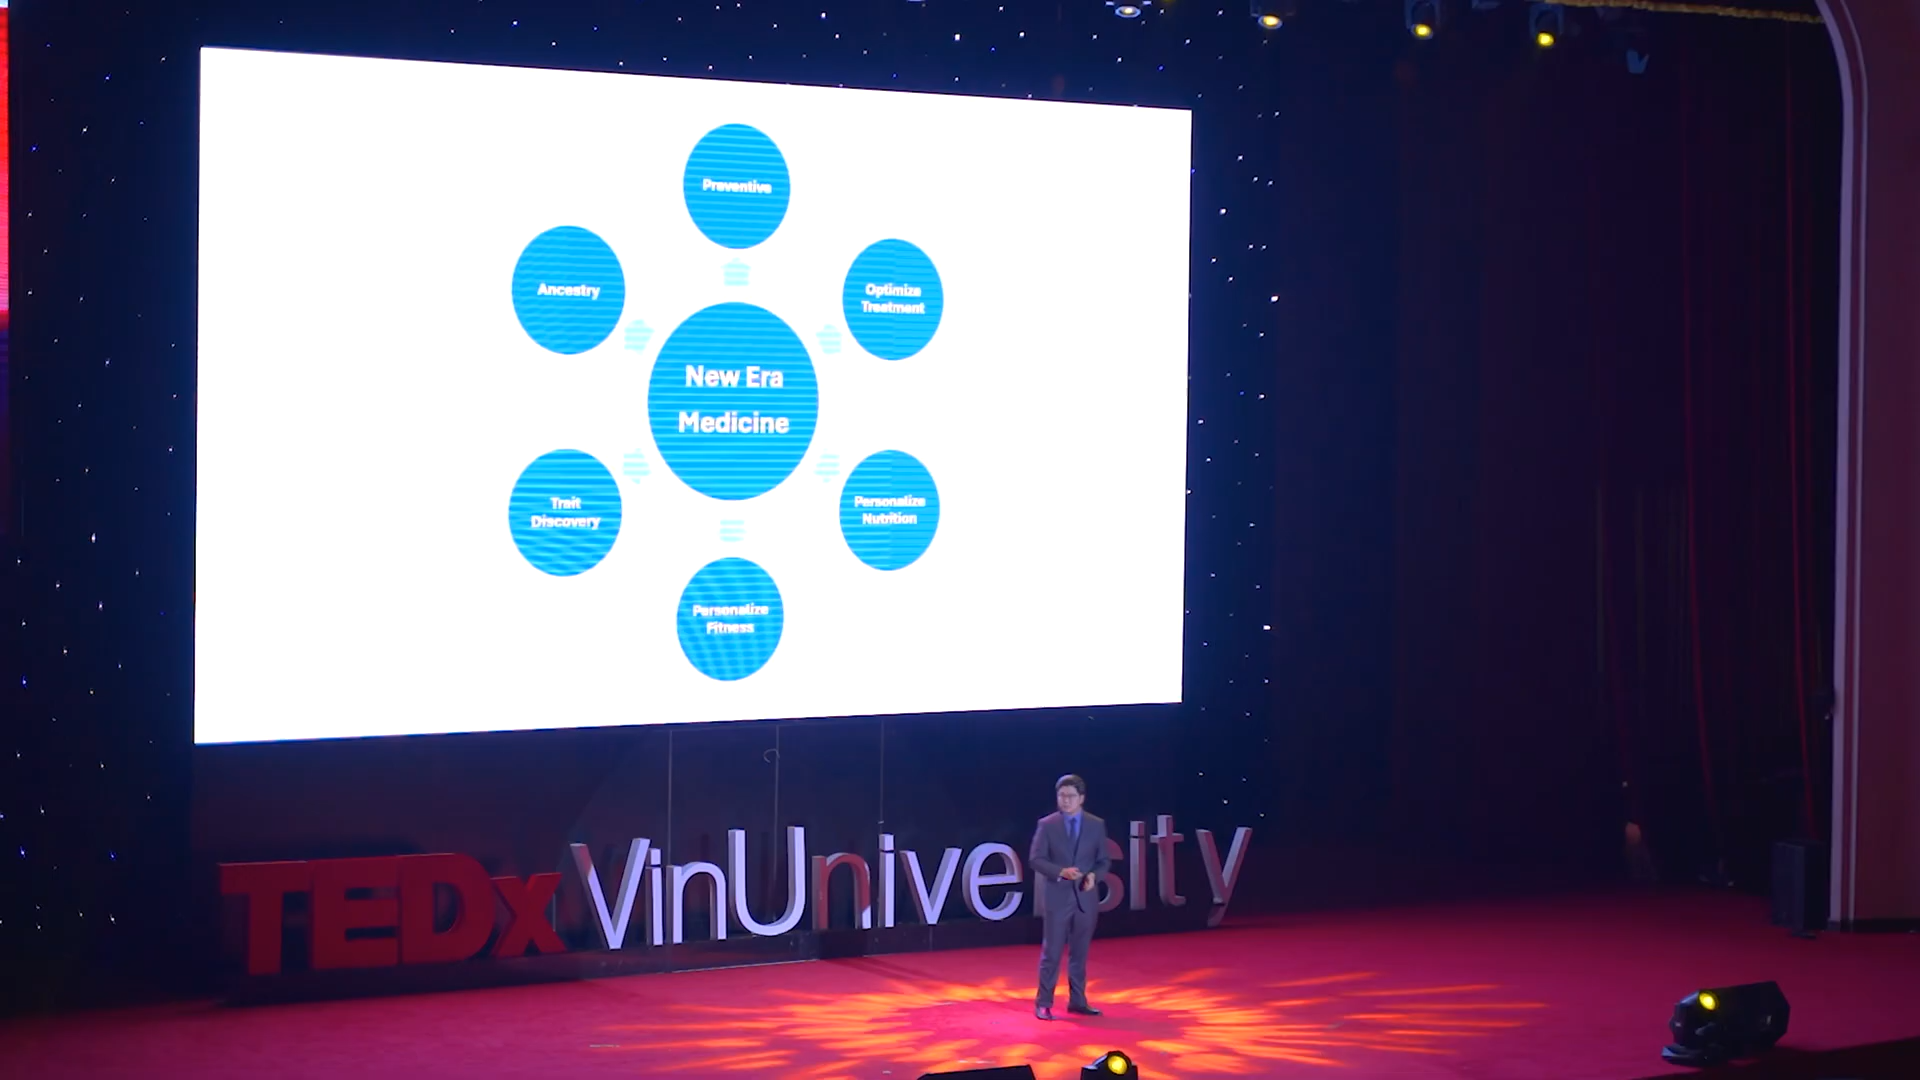 Preventive
Ancestry
Optimize
Treatment
New Era
Medicine
Trait
Discovery
Personalize
Nutrition
Personalize
Fitness
TEDx VinUniversity